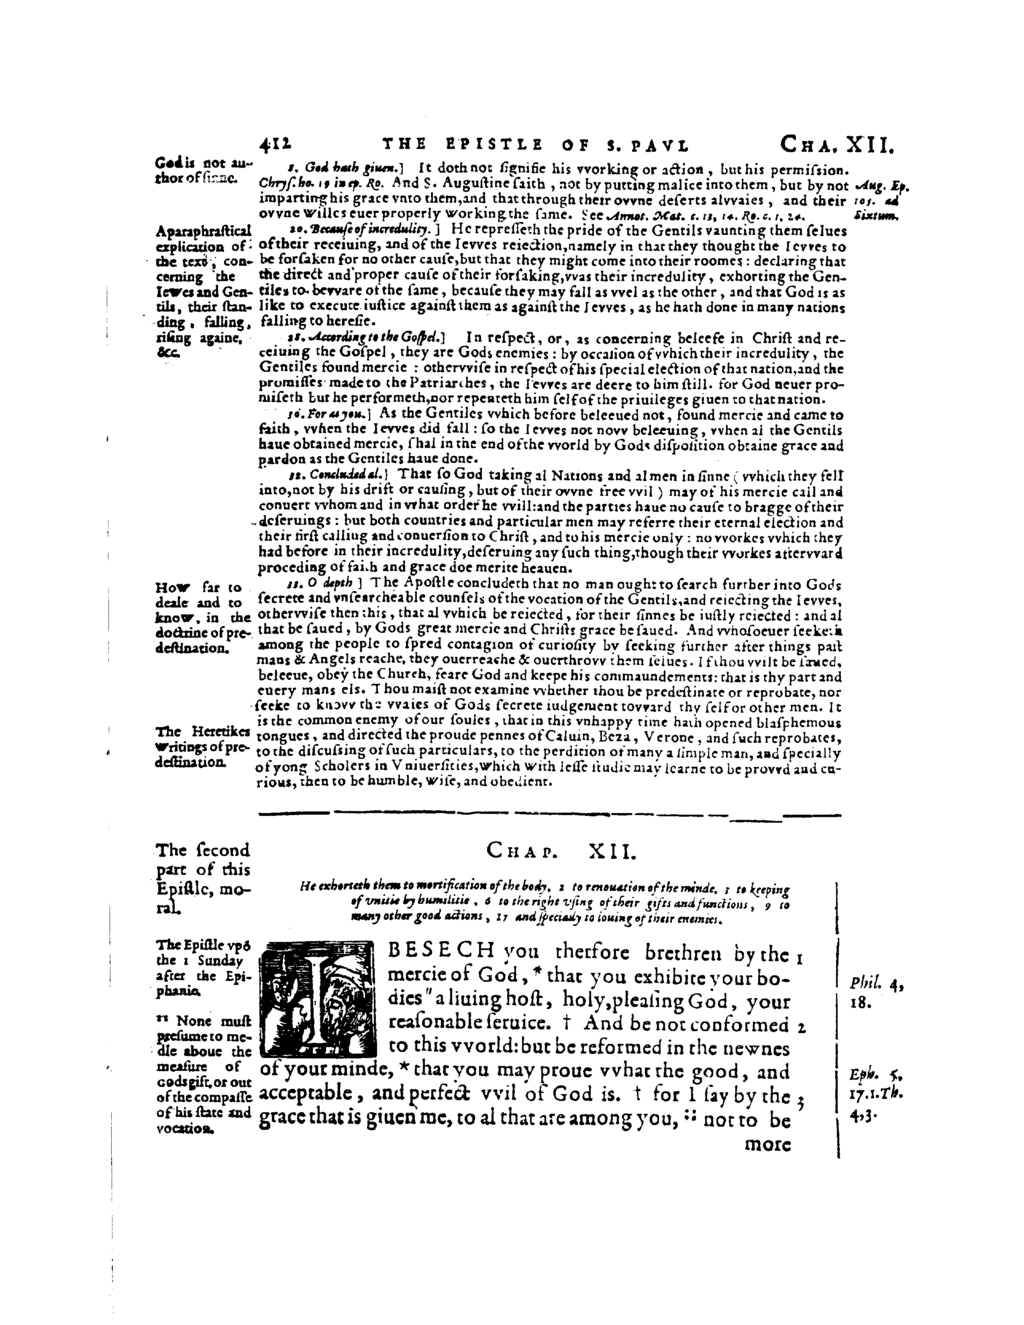 412 THE EPISTLE OF S. PAVL CHA. XII.
God is not au-
thor of sinne.
8. God hath giuen.] It doth not ſignifie his vvorking or action, but his permiſsion.
Chryſ. ho. 19 in ep. Ro. And S. Auguſtine ſaith, not by putting malice into them, but by not
imparting his grace vnto them, and that through their ovvne deſerts alvvaies, and their
ovvne willes euer properly working the ſame. See Annot. Mat. c. 13, 14. Ro. c. 1, 24.
Aug. Ep.
105. ad
Sixtum.
Aparaphraſtical
explication of
the text, con-
cerning the
Iewes and Gen-
tils, their ſtan-
ding, falling,
riſing againe,
&c.
20. Becauſe of incredulity.] He repreſſeth the pride of the Gentils vaunting them ſelues
of their receiuing, and of the Ievves reiection, namely in that they thought the Ievves to
be forſaken for no other cauſe, but that they might come into their roomes: declaring that
the direct and proper cauſe of their forſaking, vvas their incredulity, exhorting the Gen-
tiles to bevvare of the ſame, becauſe they may fall as vvel as the other, and that God is as
like to execute iuſtice againſt them as againſt the Ievves, as he hath done in many nations
falling to hereſie.
28. According to the Goſpel.] In reſpect, or, as concerning beleefe in Chriſt and re-
ceiuing the Goſpel, they are Gods enemies: by occaſion of vvhich their incredulity, the
Gentiles found mercie: othervviſe in reſpect of his ſpecial election of that nation, and the
promiſſes made to the Patriarches, the Ievves are deere to him ſtill. for God neuer pro-
miſeth but he performeth, nor repenteth him ſelf of the priuileges giuen to that nation.
30. For as you.] As the Gentiles vvhich before beleeued not, found mercie and came to
faith, vvhen the Ievves did fall: ſo the Ievves not novv beleeuing, vvhen al the Gentils
haue obtained mercie, ſhal in the end of the vvorld by Gods diſpoſition obtaine grace and
pardon as the Gentiles haue done.
32. Concluded al.] That ſo God taking al Nations and al men in ſinne (vvhich they fell
into, not by his drift or cauſing, but of their ovvne free vvil) may of his mercie call and
conuert vvhom and in vvhat order he vvill: and the parties haue no cauſe to bragge of their
deſeruings: but both countries and particular men may referre their eternal election and
their firſt calling and conuerſion to Chriſt, and to his mercie only: no vvorkes vvhich they
had before in their incredulity, deſeruing any ſuch thing, though their vvorkes aftervvard
proceding of faith and grace doe merite heauen.
How far to
deale and to
know, in the
doctrine of pre-
deſtination.
33. O depth] The Apoſtle concludeth that no man ought to ſearch further into Gods
ſecrete and vnſearcheable counſels of the vocation of the Gentils, and reiecting the Ievves,
othervviſe then this, that al vvhich be reiected, for their ſinnes be iuſtly reiected: and al
that be ſaued, by Gods great mercie and Chriſts grace be ſaued. And vvhoſoeuer ſeeketh
among the people to ſpred contagion of curioſity by ſeeking further after things paſt
mans & Angels reache, they ouerreache & ouerthrovv them ſelues. If thou vvilt be ſaued,
beleeue, obey the Church, feare God and keepe his commaundements: that is thy part and
euery mans els. Thou maiſt not examine vvhether thou be predeſtinate or reprobate, nor
ſeeke to knovv the vvaies of Gods ſecrete iudgement tovvard thy ſelf or other men. It
is the common enemy of our ſoules, that in this vnhappy time hath opened blaſphemous
tongues, and directed the proude pennes of Caluin, Beza, Verone, and ſuch reprobates,
to the diſcuſsing of ſuch particulars, to the perdition of many a ſimple man, and ſpecially
of yong Scholers in Vniuerſities, which with leſſe ſtudie may learne to be provvd and cu-
rious, then to be humble, wiſe, and obedient.
The Heretikes
writings of pre-
deſtination.
The ſecond
part of this
Epiſtle, mo-
ral.
CHAP. XII.
He exhorteth them to mortification of the body, 2 to renouation of the minde, 3 to keeping
of vnitie by humilitie, 6 to the right vſing of their gifts and functions, 9 to
many other good actions, 17 and ſpecially to louing of their enemies.
The Epiſtle vpō
the 1 Sunday
after the Epi-
phanie.
:: None muſt
preſume to me-
dle aboue the
meaſure of
Gods gift, or out
of the compaſſe
of his ſtate and
vocation.
I BESECH you therfore brethren by the 1
mercie of God, * that you exhibite your bo-
dies " a liuing hoſt, holy, pleaſing God, your
reaſonable ſeruice. † And be not conformed 2
to this vvorld: but be reformed in the newnes
of your minde, * that you may proue vvhat the good, and
acceptable, and perfect vvil of God is. † for I ſay by the 3
grace that is giuen me, to al that are among you, :: not to be
more
Phil. 4,
18.
Eph. 5,
17. 1. Th.
4,3.